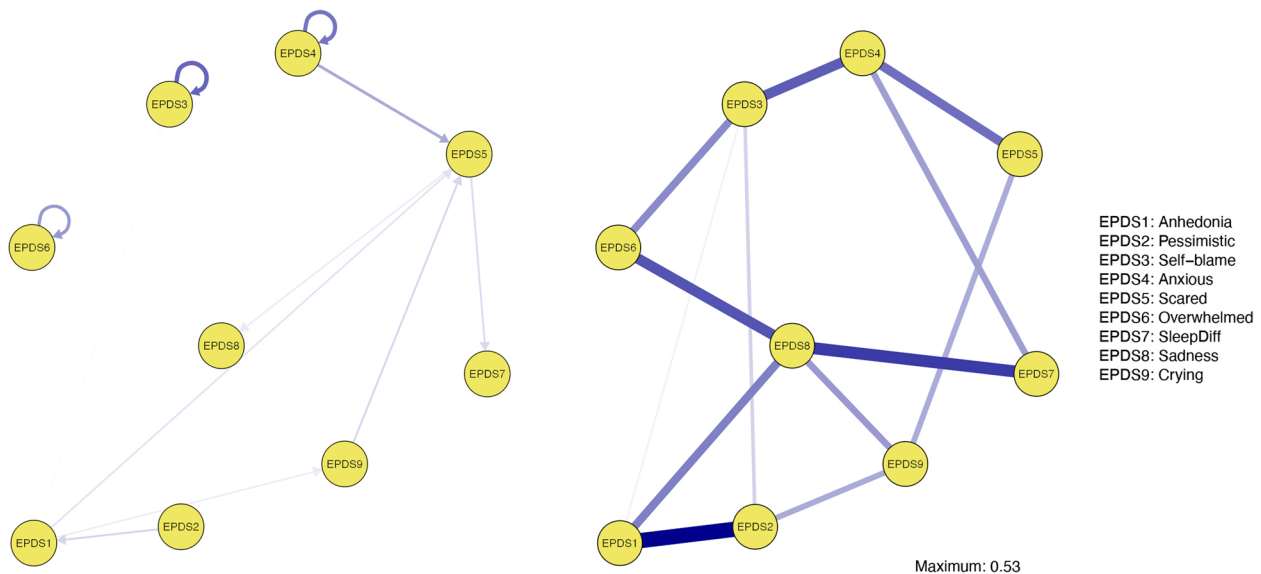 EPDS4
EPDS3
EPDS5
EPDS6
EPDS8
EPDS7
EPDS9
EPDS2
EPDS1
EPDS4
EPDS3
EPDS5
EPDS6
EPDS8
EPDS7
EPDS9
EPDS2
EPDS1
EPDS1: Anhedonia
EPDS2: Pessimistic
EPDS3: Self-blame
EPDS4: Anxious
EPDS5: Scared
EPDS6: Overwhelmed
EPDS7: SleepDiff
EPDS8: Sadness
EPDS9: Crying
Maximum: 0.53